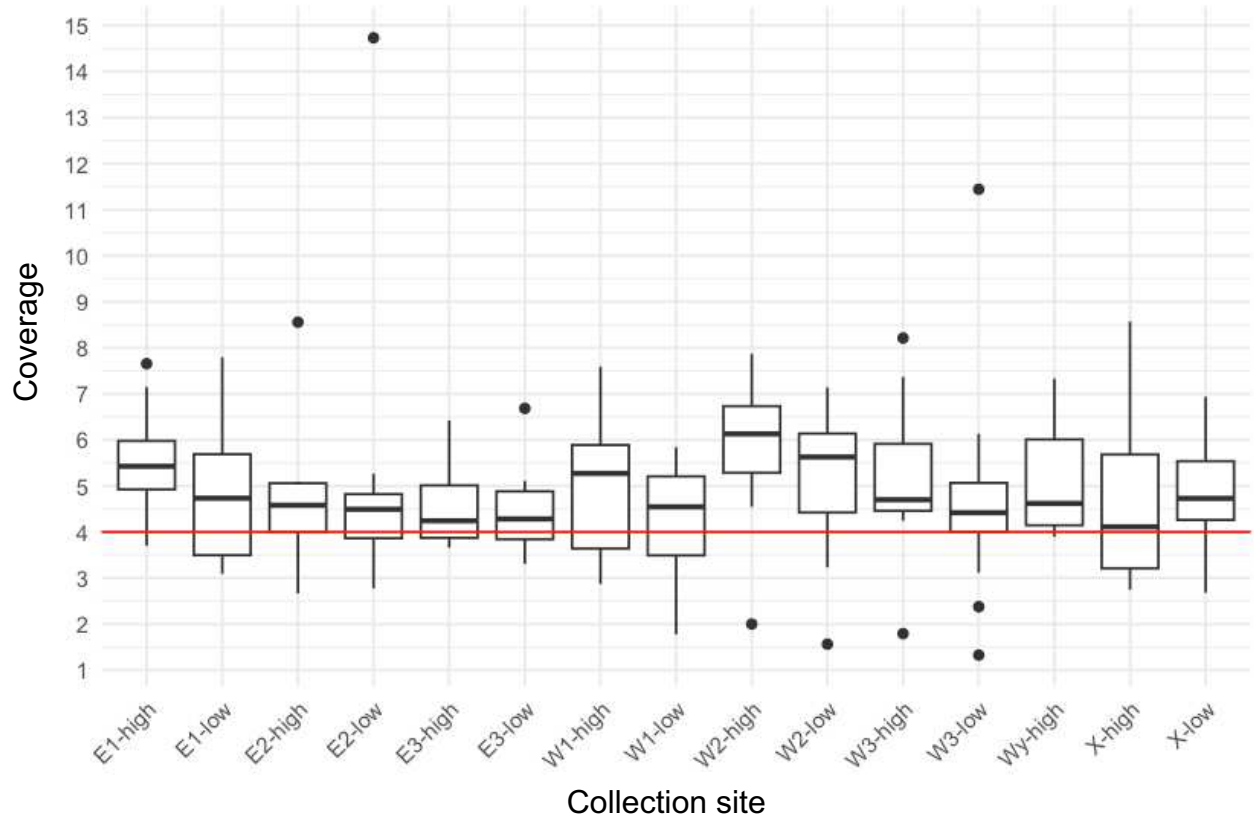 15
14
13
12
11
10
9
8
7
6
5
4
3
2
1
Coverage
E1-high
E1-low
E2-high
E2-low
E3-high
E3-low
W1-high
W1-low
W2-high
W2-low
W3-high
W3-low
Wy-high
X-high
X-low
Collection site